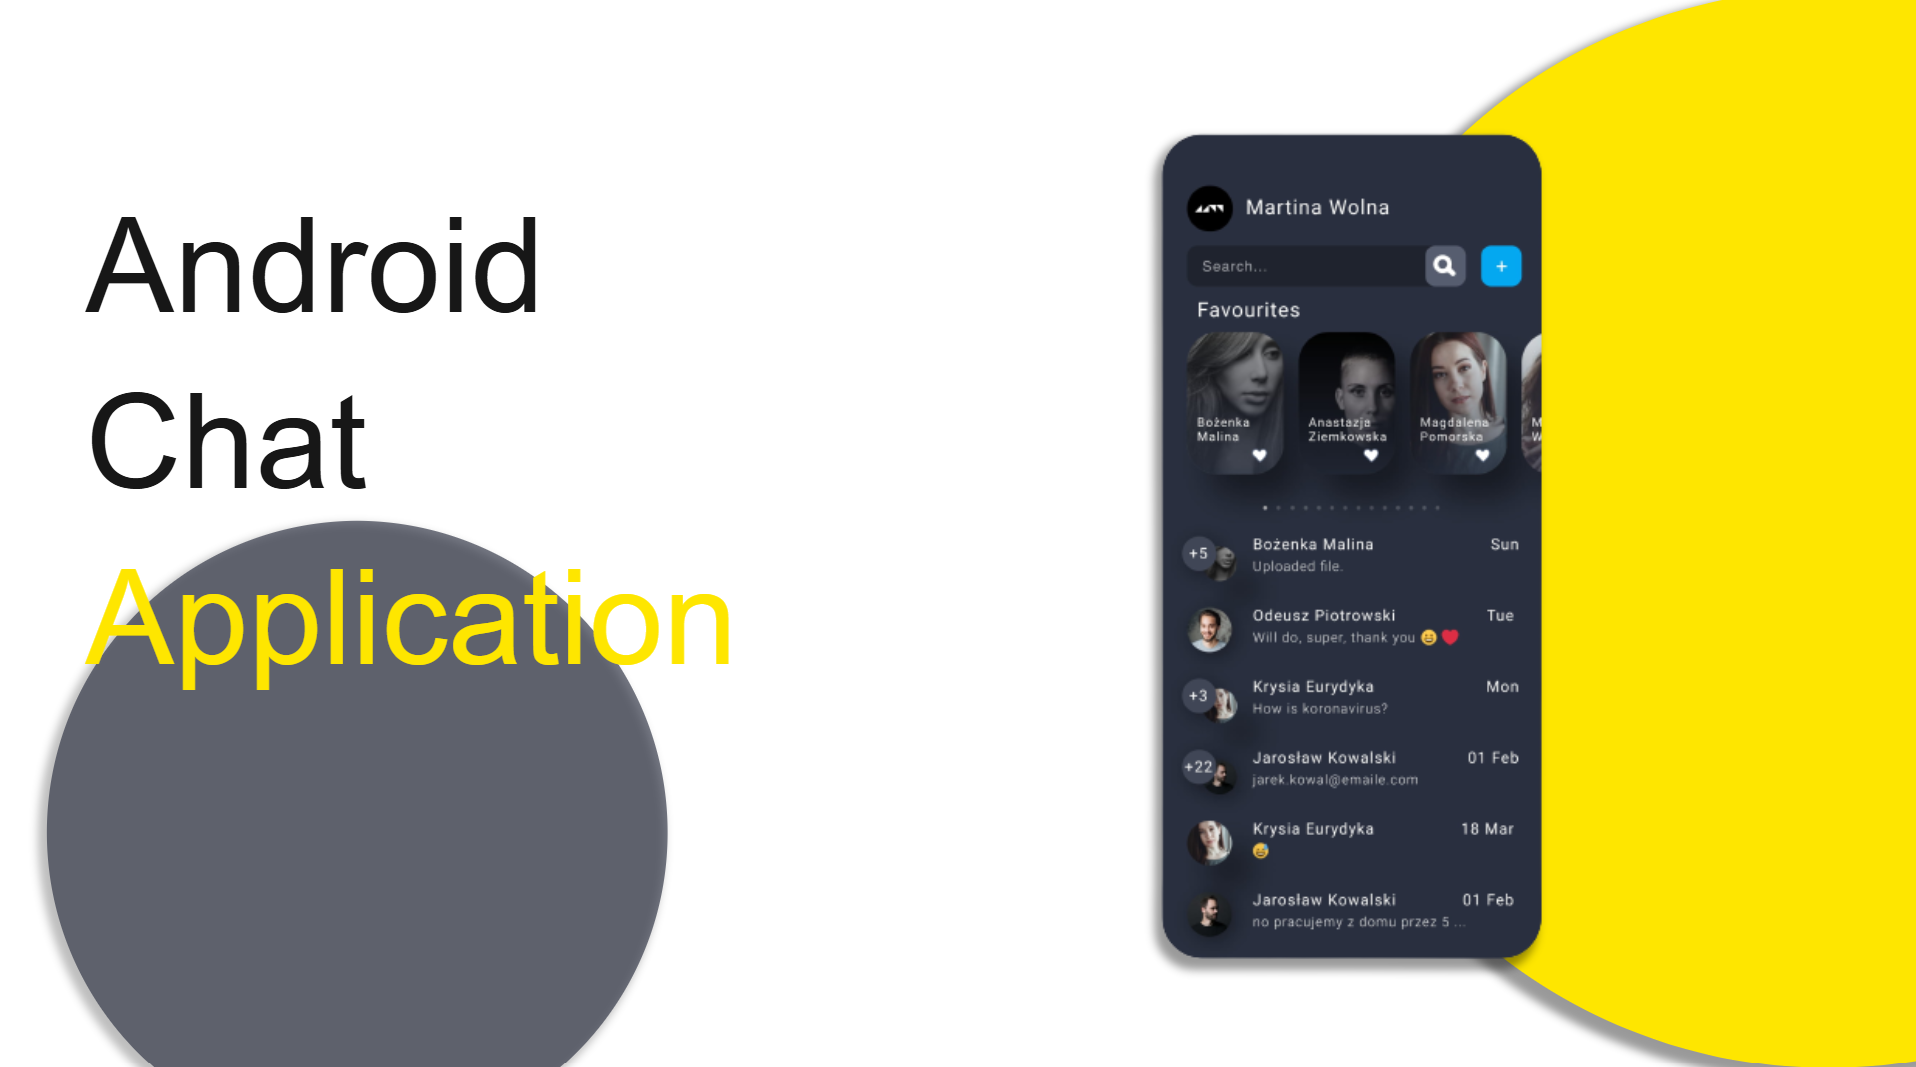 Android
Chat
Application
Martina Wolna
Search...
+
Favourites
Bożenka
Malina
Anastazja
Ziemkowska
Magdalena
Pomorska
M
W
+5
Bożenka Malina
Sun
Uploaded file.
Odeusz Piotrowski
Tue
Will do, super, thank you 😄❤️
+3
Krysia Eurydyka
Mon
How is koronavirus?
+22
Jarosław Kowalski
01 Feb
jarek.kowal@emaile.com
Krysia Eurydyka
18 Mar
😅
Jarosław Kowalski
01 Feb
no pracujemy z domu przez 5 ...